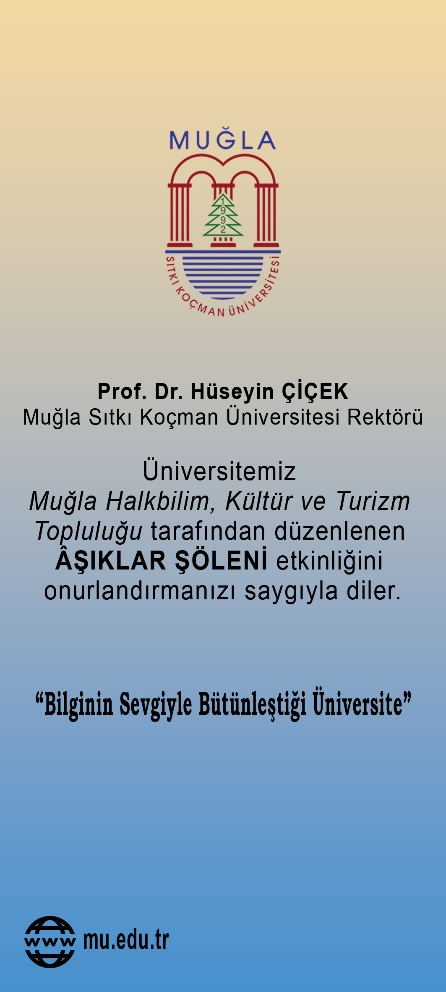 MUĞLA
1992
SITKI KOÇMAN ÜNİVERSİTESİ
Prof. Dr. Hüseyin ÇİÇEK
Muğla Sıtkı Koçman Üniversitesi Rektörü
Üniversitemiz
Muğla Halkbilim, Kültür ve Turizm
Topluluğu tarafından düzenlenen
ÂŞIKLAR ŞÖLENİ etkinliğini
onurlandırmanızı saygıyla diler.
“Bilginin Sevgiyle Bütünleştiği Üniversite”
www mu.edu.tr